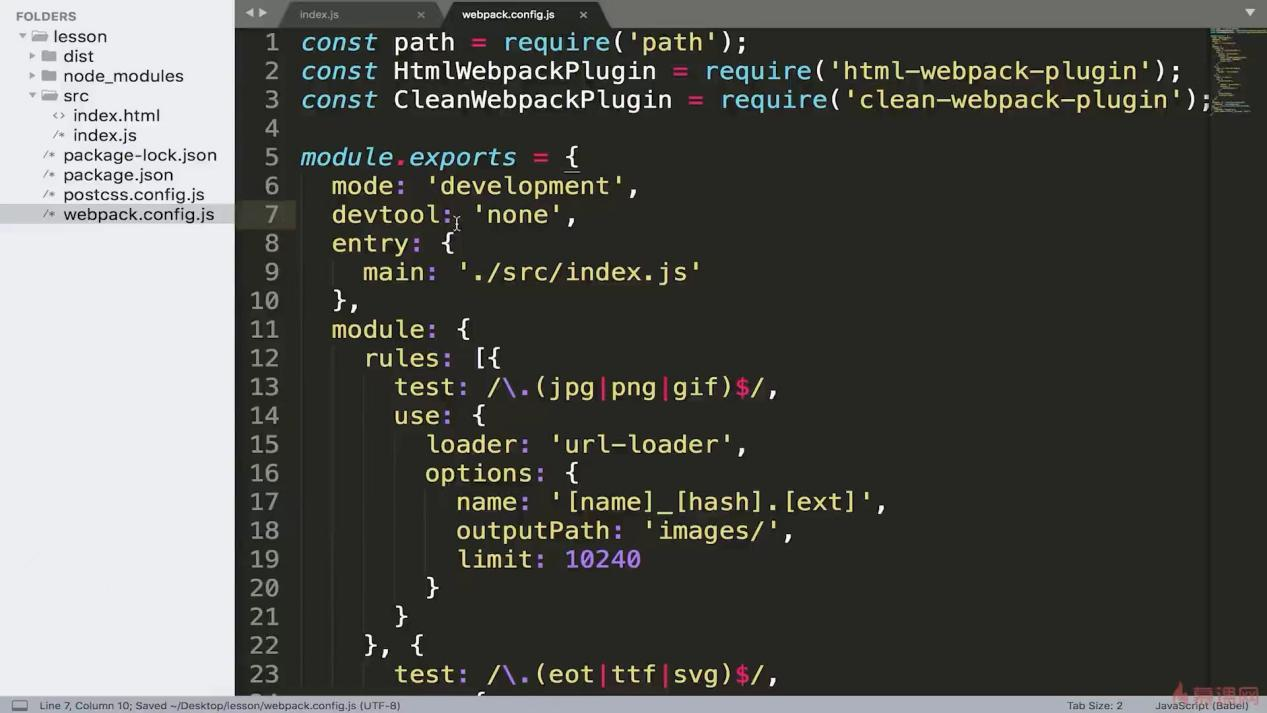 FOLDERS
lesson
dist
node_modules
src
<> index.html
/* index.js
/* package-lock.json
/* package.json
/* postcss.config.js
/* webpack.config.js
index.js ×
webpack.config.js ×
1 const path = require('path');
2 const HtmlWebpackPlugin = require('html-webpack-plugin');
3 const CleanWebpackPlugin = require('clean-webpack-plugin');
4
5 module.exports = {
6 mode: 'development',
7 devtool: 'none',
8 entry: {
9 main: './src/index.js'
10 },
11 module: {
12 rules: [{
13 test: /\.(jpg|png|gif)$/,
14 use: {
15 loader: 'url-loader',
16 options: {
17 name: '[name]_[hash].[ext]',
18 outputPath: 'images/',
19 limit: 10240
20 }
21 }
22 }, {
23 test: /\.(eot|ttf|svg)$/,
Line 7, Column 10; Saved ~/Desktop/lesson/webpack.config.js (UTF-8)
Tab Size: 2
JavaScript (Babel)
慕课网